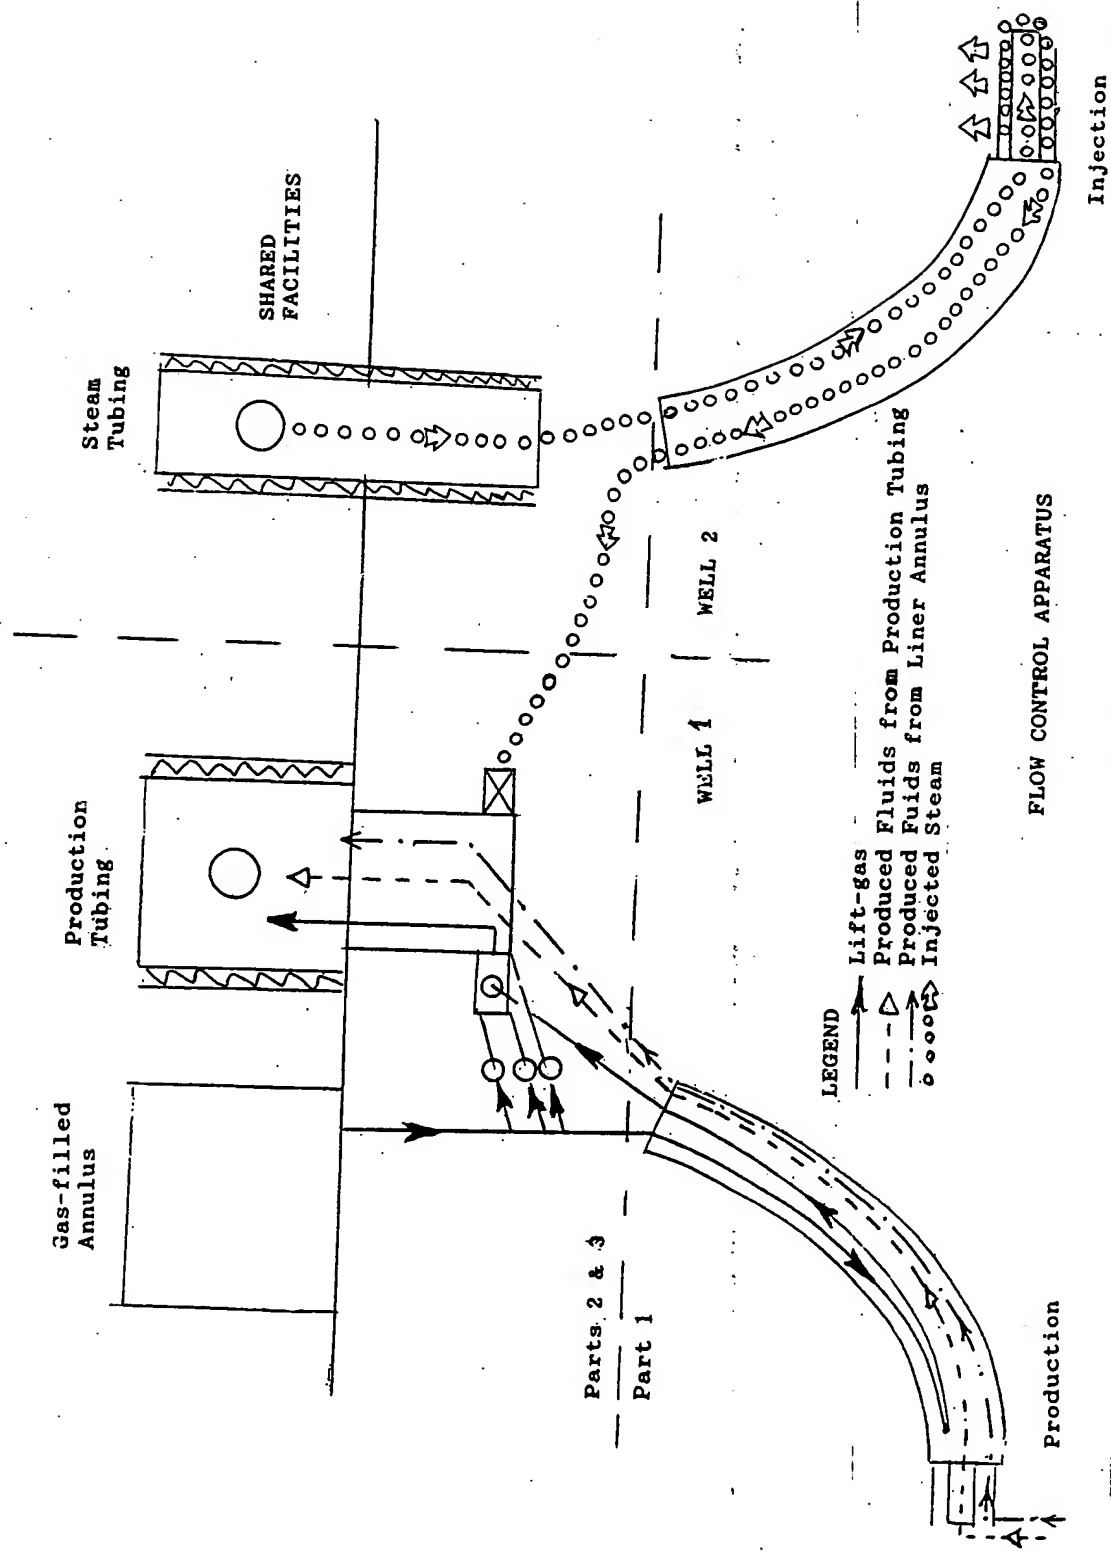 Gas-filled
Annulus
Production
Tubing
Steam
Tubing
SHARED
FACILITIES
Parts 2 & 3
Part 1
WELL 1
WELL 2
LEGEND
Lift-gas
Produced Fluids from Production Tubing
Produced Fuids from Liner Annulus
Injected Steam
Production
Injection
FLOW CONTROL APPARATUS